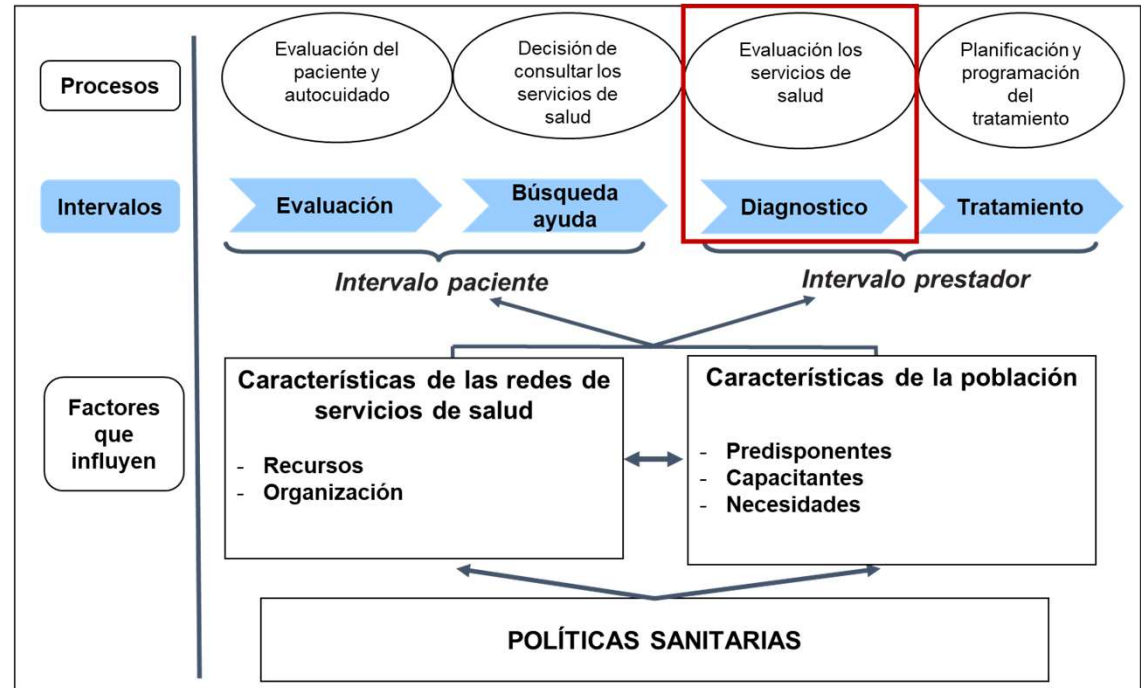 Procesos
Evaluación del
paciente y
autocuidado
Decisión de
consultar los
servicios de
salud
Evaluación los
servicios de
salud
Planificación y
programación
del
tratamiento
Intervalos
Evaluación
Búsqueda
ayuda
Diagnostico
Tratamiento
Intervalo paciente
Intervalo prestador
Factores
que
influyen
Características de las redes de
servicios de salud
- Recursos
- Organización
Características de la población
- Predisponentes
- Capacitantes
- Necesidades
POLÍTICAS SANITARIAS